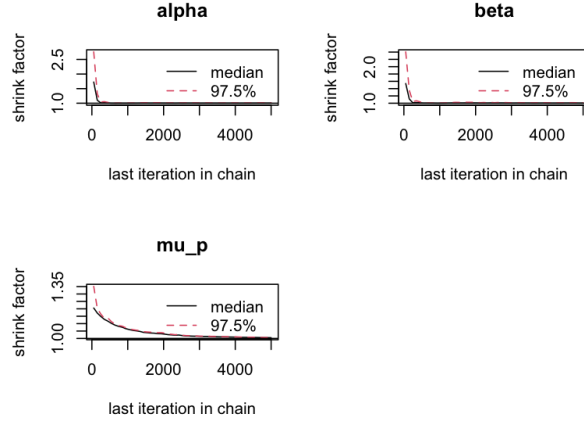 alpha
shrink factor
1.0 2.5
median
97.5%
0 2000 4000
last iteration in chain
beta
shrink factor
1.0 2.0
median
97.5%
0 2000 4000
last iteration in chain
mu_p
shrink factor
1.00 1.35
median
97.5%
0 2000 4000
last iteration in chain